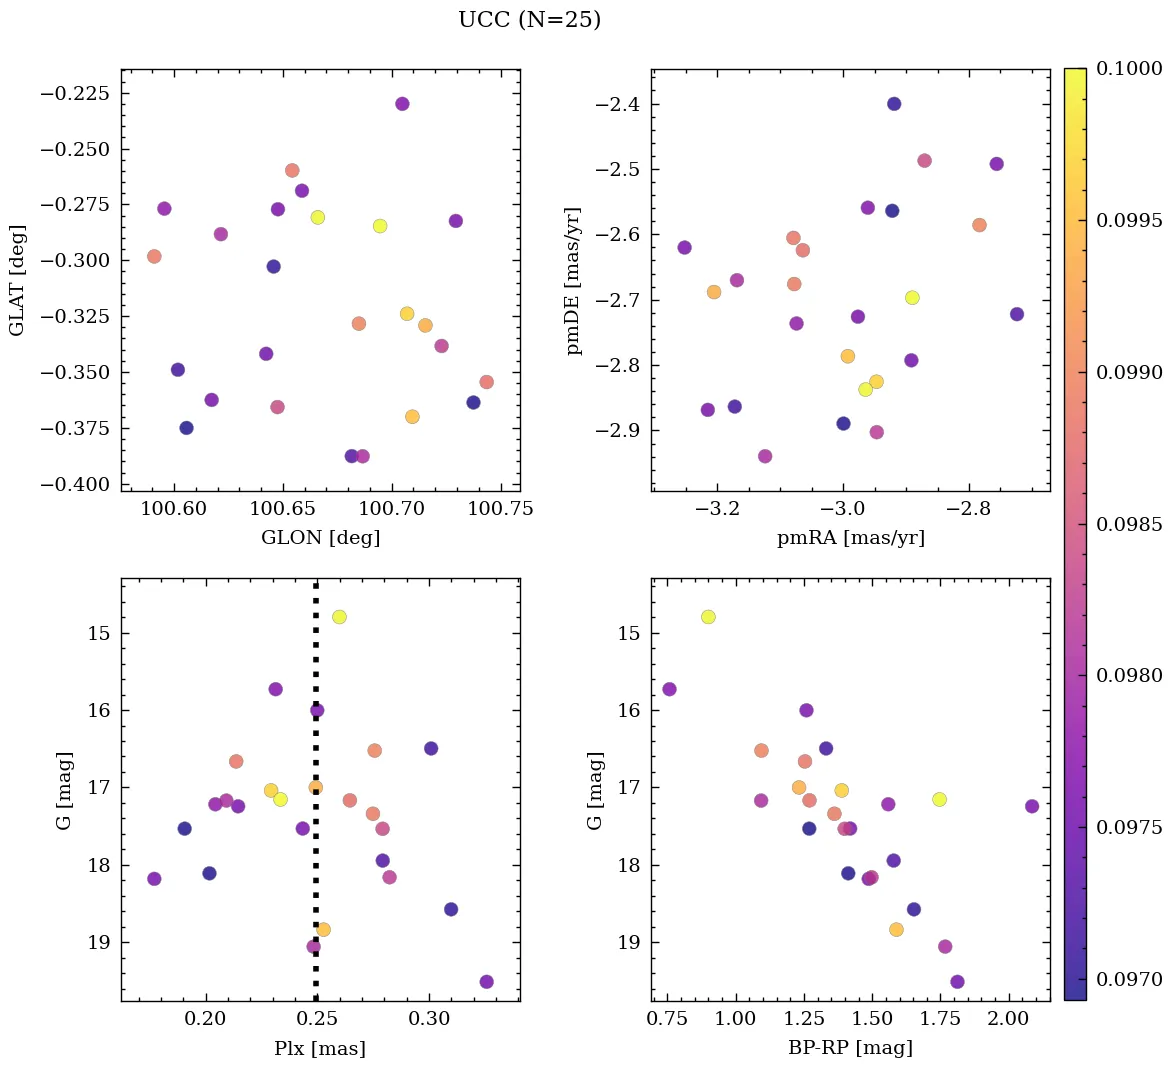 UCC (N=25)
−0.225
−0.250
−0.275
−0.300
−0.325
−0.350
−0.375
−0.400
GLAT [deg]
100.60 100.65 100.70 100.75
GLON [deg]
−2.4
−2.5
−2.6
−2.7
−2.8
−2.9
pmDE [mas/yr]
−3.2 −3.0 −2.8
pmRA [mas/yr]
15
16
17
18
19
G [mag]
0.20 0.25 0.30
Plx [mas]
15
16
17
18
19
G [mag]
0.75 1.00 1.25 1.50 1.75 2.00
BP-RP [mag]
0.1000
0.0995
0.0990
0.0985
0.0980
0.0975
0.0970